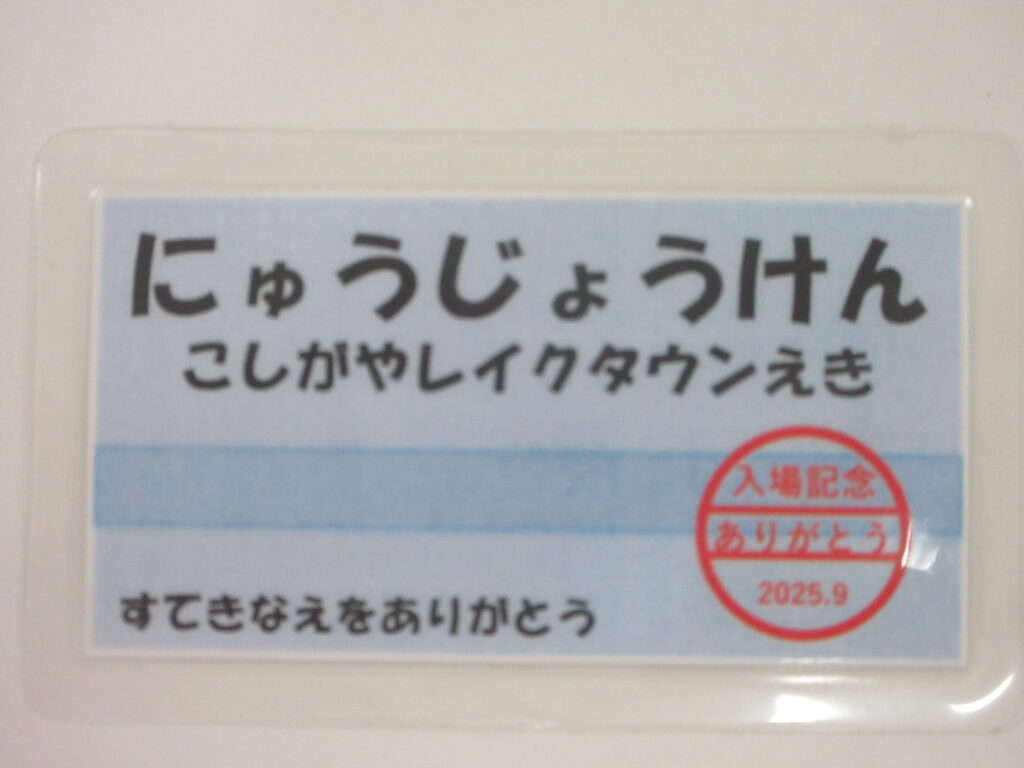 にゅうじょうけん
こしがやレイクタウンえき
入場記念
ありがとう
2025.9
すてきなえをありがとう